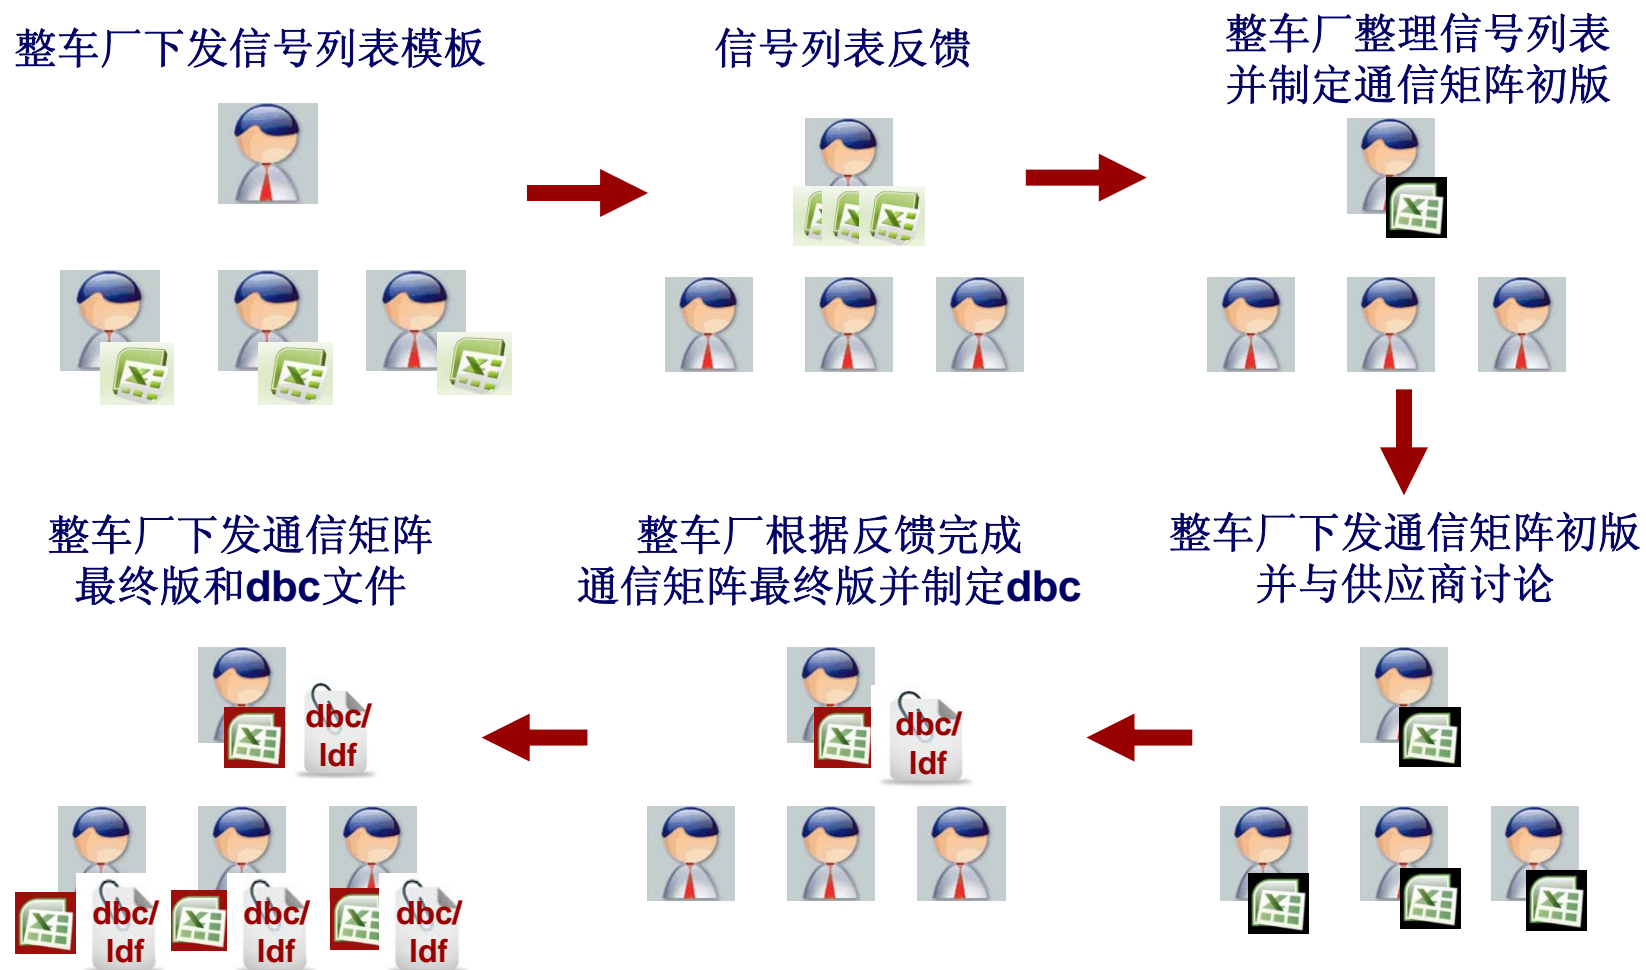 整车厂下发信号列表模板
信号列表反馈
整车厂整理信号列表
并制定通信矩阵初版
整车厂下发通信矩阵
最终版和dbc文件
整车厂根据反馈完成
通信矩阵最终版并制定dbc
整车厂下发通信矩阵初版
并与供应商讨论
dbc/
ldf
dbc/
ldf
dbc/
ldf
dbc/
ldf
dbc/
ldf